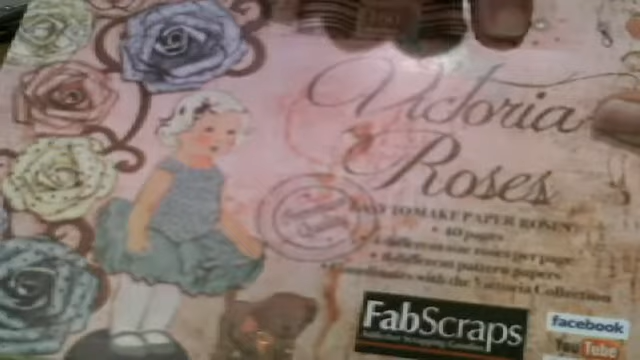 Victoria
Roses
EASY TO MAKE PAPER ROSES!
• 40 pages
different size roses per page
different pattern papers
with the Victoria Collection
FabScraps
facebook
YouTube